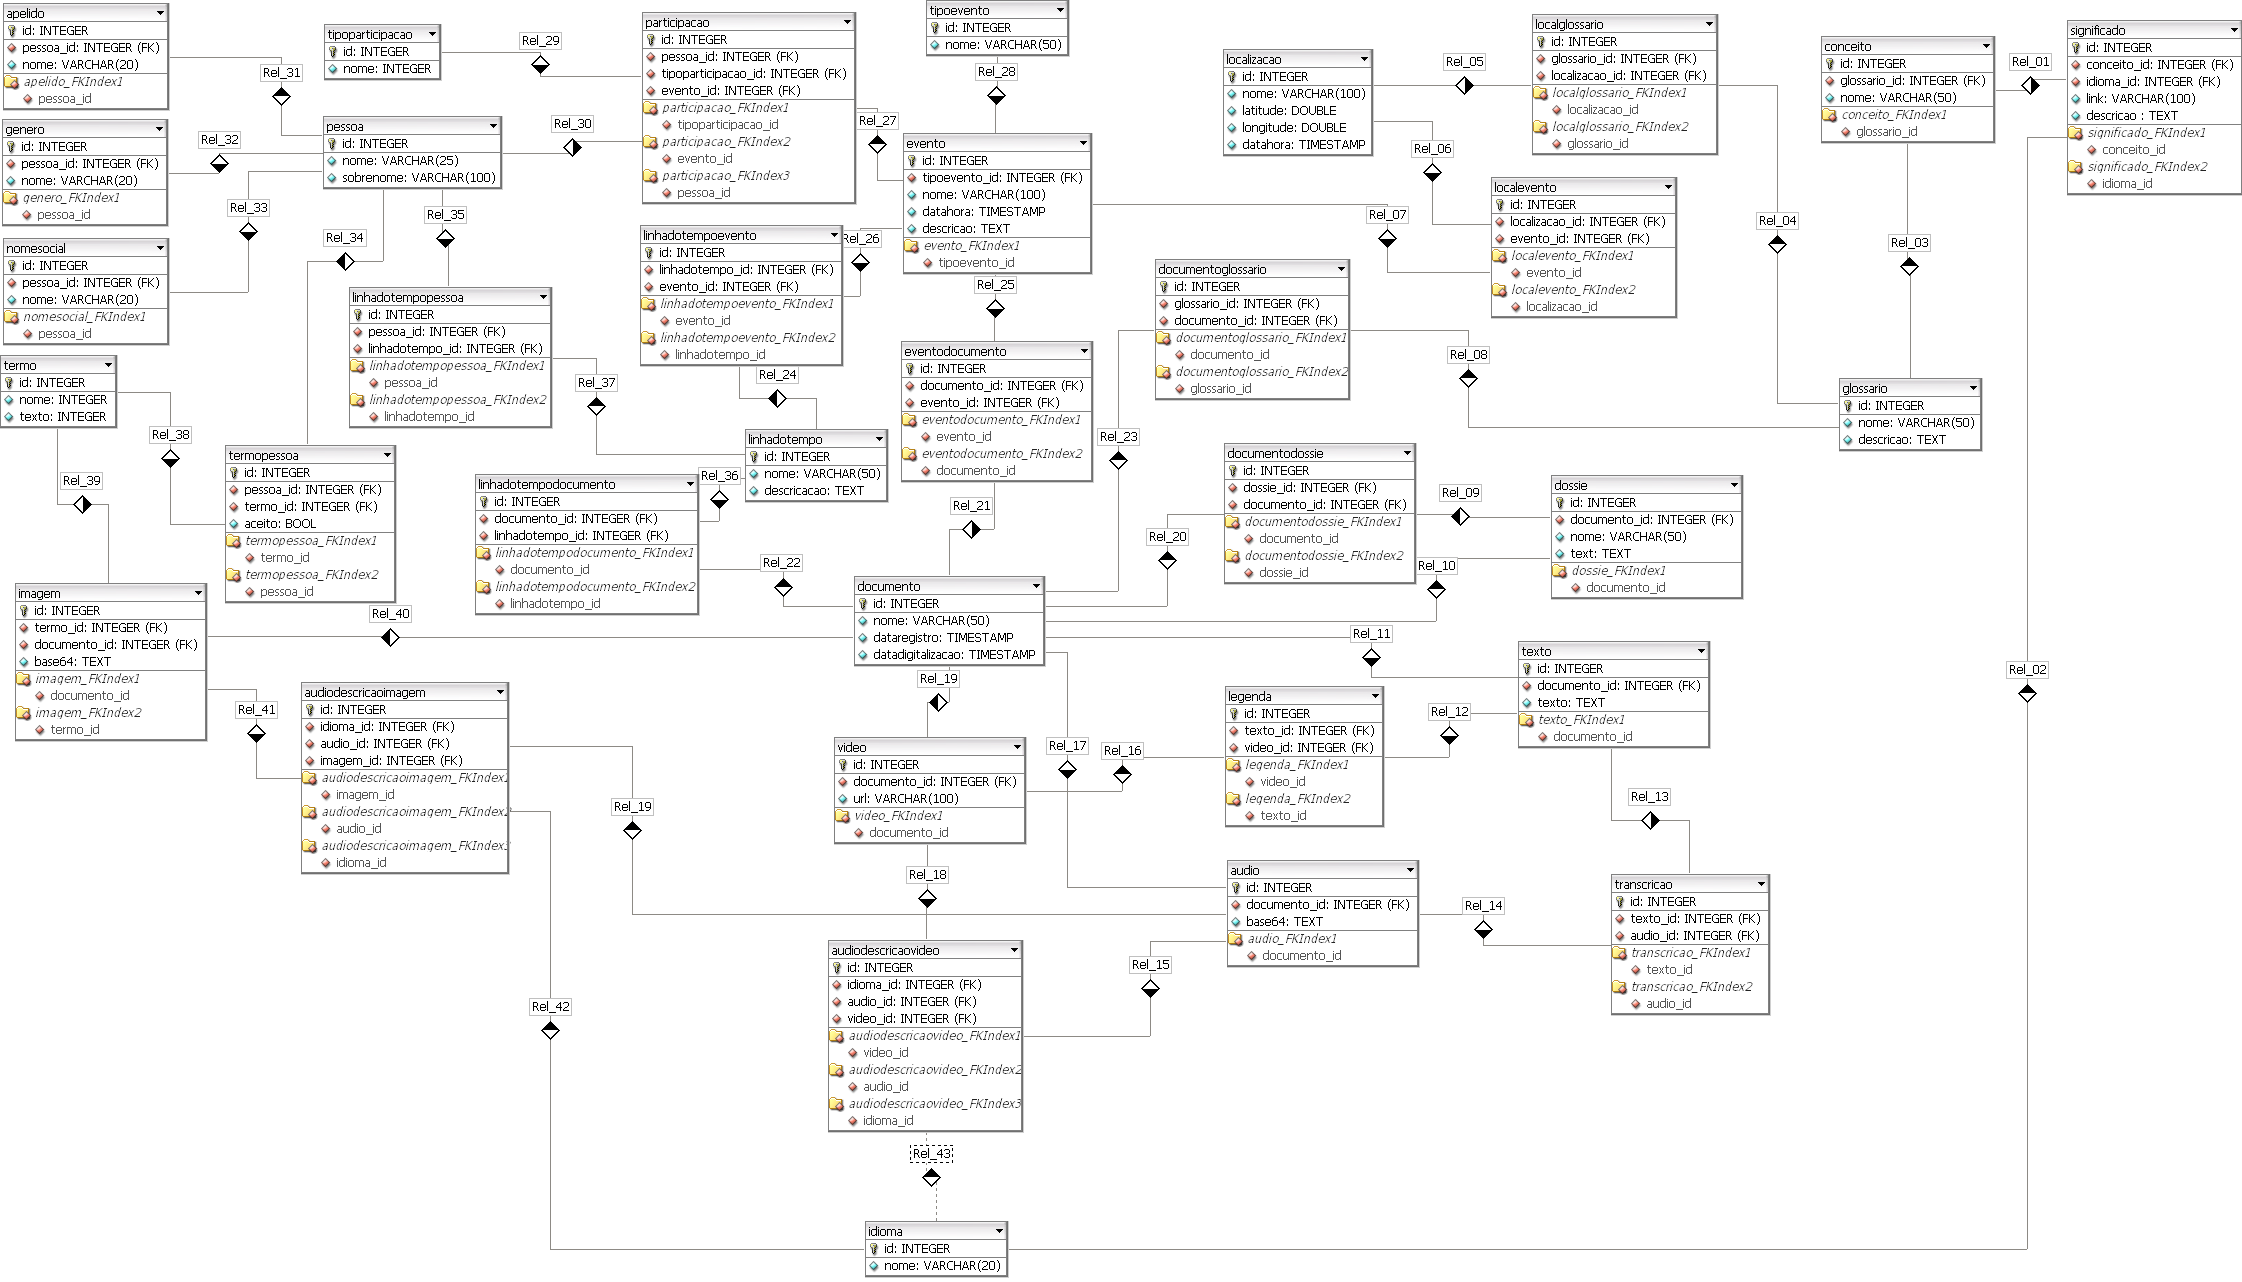 apelido
id: INTEGER
pessoa_id: INTEGER (FK)
nome: VARCHAR(20)
apelido_FKIndex1
pessoa_id
genero
id: INTEGER
pessoa_id: INTEGER (FK)
nome: VARCHAR(20)
genero_FKIndex1
pessoa_id
nomesocial
id: INTEGER
pessoa_id: INTEGER (FK)
nome: VARCHAR(20)
nomesocial_FKIndex1
pessoa_id
termo
id: INTEGER
nome: INTEGER
texto: INTEGER
tipoparticipacao
id: INTEGER
nome: INTEGER
pessoa
id: INTEGER
nome: VARCHAR(25)
sobrenome: VARCHAR(100)
Rel_29
Rel_31
Rel_32
Rel_30
Rel_33
Rel_34
Rel_35
participacao
id: INTEGER
pessoa_id: INTEGER (FK)
tipoparticipacao_id: INTEGER (FK)
evento_id: INTEGER (FK)
participacao_FKIndex1
tipoparticipacao_id
participacao_FKIndex2
evento_id
participacao_FKIndex3
pessoa_id
tipoevento
id: INTEGER
nome: VARCHAR(50)
Rel_28
Rel_27
evento
id: INTEGER
tipoevento_id: INTEGER (FK)
nome: VARCHAR(100)
datahora: TIMESTAMP
descricao: TEXT
evento_FKIndex1
tipoevento_id
Rel_26
Rel_25
linhadotempoevento
id: INTEGER
linhadotempo_id: INTEGER (FK)
evento_id: INTEGER (FK)
linhadotempoevento_FKIndex1
evento_id
linhadotempoevento_FKIndex2
linhadotempo_id
linhadotempopessoa
id: INTEGER
pessoa_id: INTEGER (FK)
linhadotempo_id: INTEGER (FK)
linhadotempopessoa_FKIndex1
pessoa_id
linhadotempopessoa_FKIndex2
linhadotempo_id
Rel_37
Rel_24
linhadotempo
id: INTEGER
nome: VARCHAR(50)
descricacao: TEXT
eventodocumento
id: INTEGER
documento_id: INTEGER (FK)
evento_id: INTEGER (FK)
eventodocumento_FKIndex1
evento_id
eventodocumento_FKIndex2
documento_id
localizacao
id: INTEGER
nome: VARCHAR(100)
latitude: DOUBLE
longitude: DOUBLE
datahora: TIMESTAMP
Rel_05
Rel_06
Rel_07
localglossario
id: INTEGER
glossario_id: INTEGER (FK)
localizacao_id: INTEGER (FK)
localglossario_FKIndex1
localizacao_id
localglossario_FKIndex2
glossario_id
localevento
id: INTEGER
localizacao_id: INTEGER (FK)
evento_id: INTEGER (FK)
localevento_FKIndex1
evento_id
localevento_FKIndex2
localizacao_id
conceito
id: INTEGER
glossario_id: INTEGER (FK)
nome: VARCHAR(50)
conceito_FKIndex1
glossario_id
Rel_01
significado
id: INTEGER
conceito_id: INTEGER (FK)
idioma_id: INTEGER (FK)
link: VARCHAR(100)
descricao : TEXT
significado_FKIndex1
conceito_id
significado_FKIndex2
idioma_id
Rel_04
Rel_03
documentoglossario
id: INTEGER
glossario_id: INTEGER (FK)
documento_id: INTEGER (FK)
documentoglossario_FKIndex1
documento_id
documentoglossario_FKIndex2
glossario_id
Rel_08
glossario
id: INTEGER
nome: VARCHAR(50)
descricao: TEXT
Rel_38
Rel_39
termopessoa
id: INTEGER
pessoa_id: INTEGER (FK)
termo_id: INTEGER (FK)
aceito: BOOL
termopessoa_FKIndex1
termo_id
termopessoa_FKIndex2
pessoa_id
linhadotempodocumento
id: INTEGER
documento_id: INTEGER (FK)
linhadotempo_id: INTEGER (FK)
linhadotempodocumento_FKIndex1
documento_id
linhadotempodocumento_FKIndex2
linhadotempo_id
Rel_36
Rel_22
Rel_21
Rel_23
Rel_20
documentodossie
id: INTEGER
dossie_id: INTEGER (FK)
documento_id: INTEGER (FK)
documentodossie_FKIndex1
documento_id
documentodossie_FKIndex2
dossie_id
Rel_09
Rel_10
dossie
id: INTEGER
documento_id: INTEGER (FK)
nome: VARCHAR(50)
text: TEXT
dossie_FKIndex1
documento_id
documento
id: INTEGER
nome: VARCHAR(50)
dataregistro: TIMESTAMP
datadigitalizacao: TIMESTAMP
imagem
id: INTEGER
termo_id: INTEGER (FK)
documento_id: INTEGER (FK)
base64: TEXT
imagem_FKIndex1
documento_id
imagem_FKIndex2
termo_id
Rel_40
Rel_41
audiodescricaoimagem
id: INTEGER
idioma_id: INTEGER (FK)
audio_id: INTEGER (FK)
imagem_id: INTEGER (FK)
audiodescricaoimagem_FKIndex1
imagem_id
audiodescricaoimagem_FKIndex2
audio_id
audiodescricaoimagem_FKIndex3
idioma_id
Rel_19
Rel_19
video
id: INTEGER
documento_id: INTEGER (FK)
url: VARCHAR(100)
video_FKIndex1
documento_id
Rel_17
Rel_16
Rel_11
Rel_12
legenda
id: INTEGER
texto_id: INTEGER (FK)
video_id: INTEGER (FK)
legenda_FKIndex1
video_id
legenda_FKIndex2
texto_id
texto
id: INTEGER
documento_id: INTEGER (FK)
texto: TEXT
texto_FKIndex1
documento_id
Rel_02
Rel_13
Rel_18
audio
id: INTEGER
documento_id: INTEGER (FK)
base64: TEXT
audio_FKIndex1
documento_id
Rel_14
transcricao
id: INTEGER
texto_id: INTEGER (FK)
audio_id: INTEGER (FK)
transcricao_FKIndex1
texto_id
transcricao_FKIndex2
audio_id
audiodescricaovideo
id: INTEGER
idioma_id: INTEGER (FK)
audio_id: INTEGER (FK)
video_id: INTEGER (FK)
audiodescricaovideo_FKIndex1
video_id
audiodescricaovideo_FKIndex2
audio_id
audiodescricaovideo_FKIndex3
idioma_id
Rel_15
Rel_42
Rel_43
idioma
id: INTEGER
nome: VARCHAR(20)